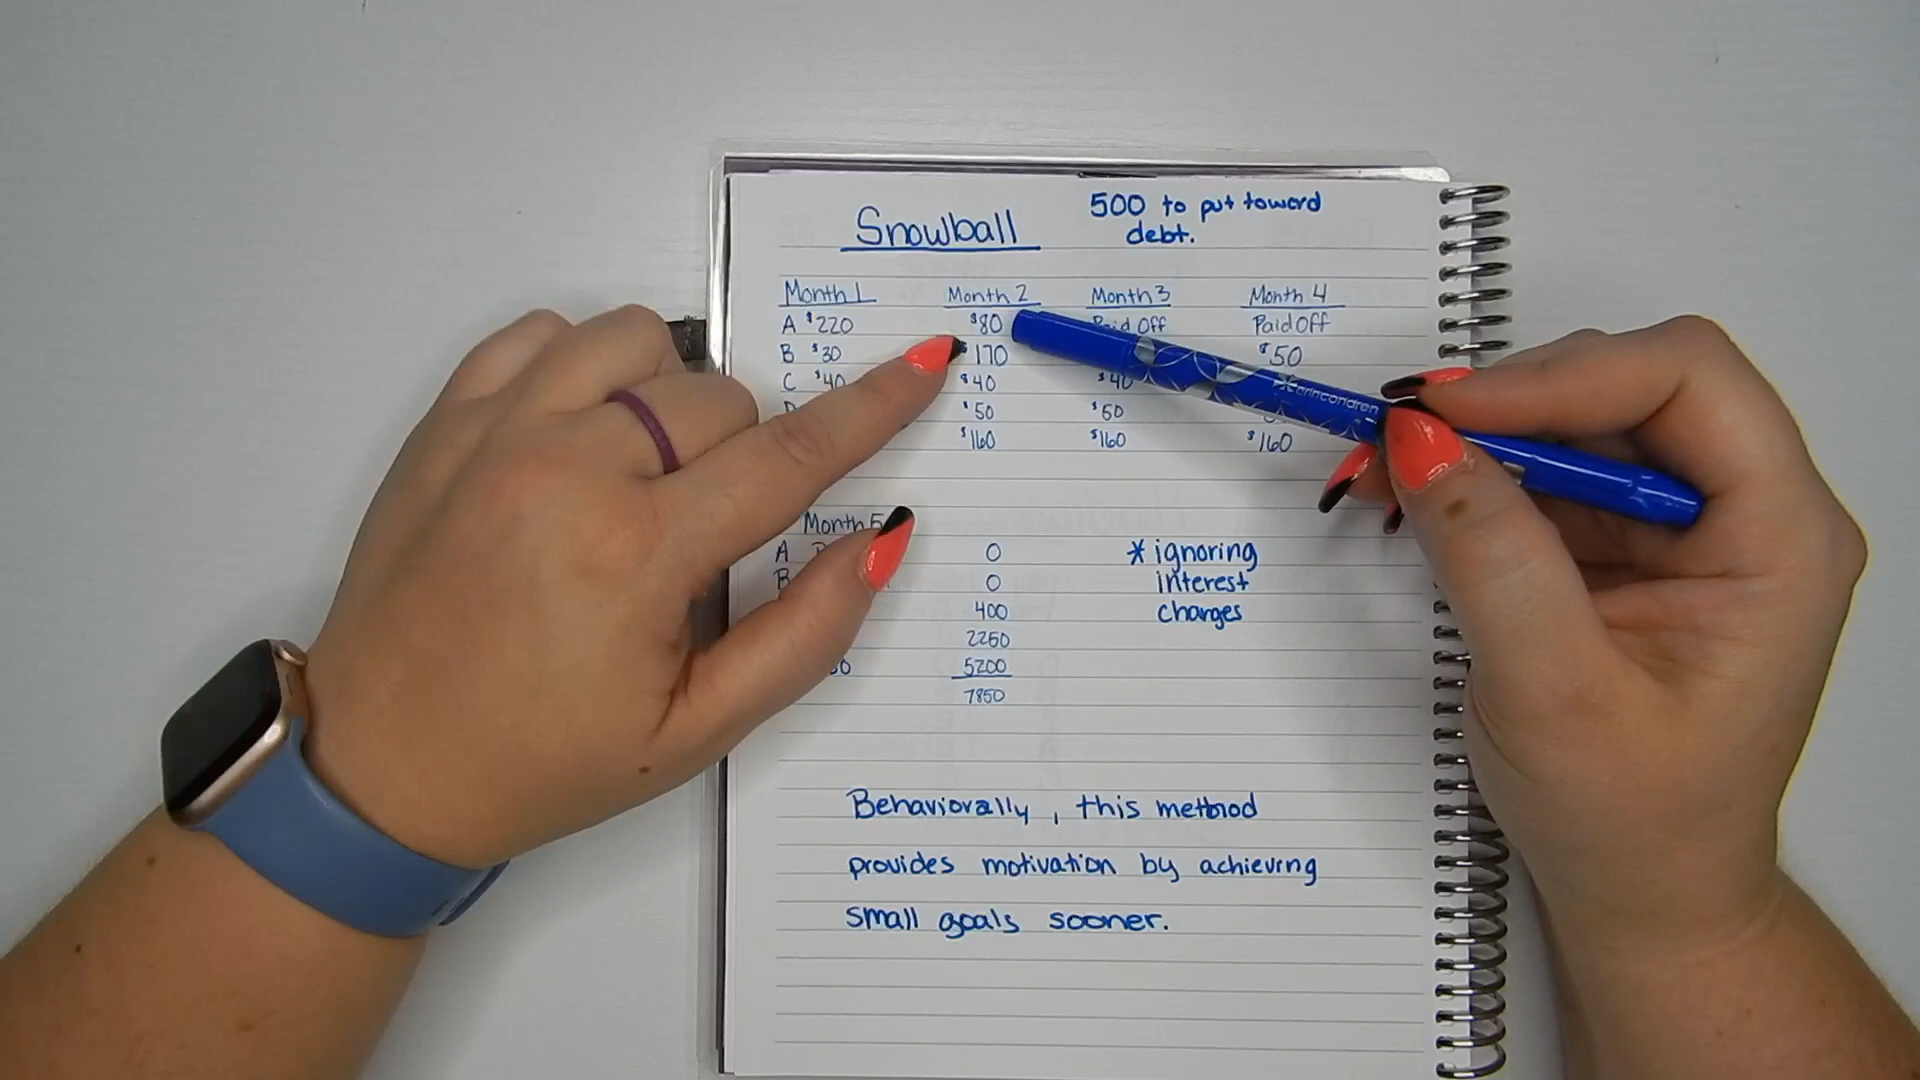 Snowball
500 to put toward
debt.
Month 1 Month 2 Month 3 Month 4
A $220 $80 Paid Off Paid Off
B $30 $170 $50
C $40 $40 $40
$50 $50
$160 $160 $160
Month 5
A 0
B 0
400
2250
5200
7850
* ignoring
interest
charges
Behaviorally, this method
provides motivation by achieving
small goals sooner.
erincondren